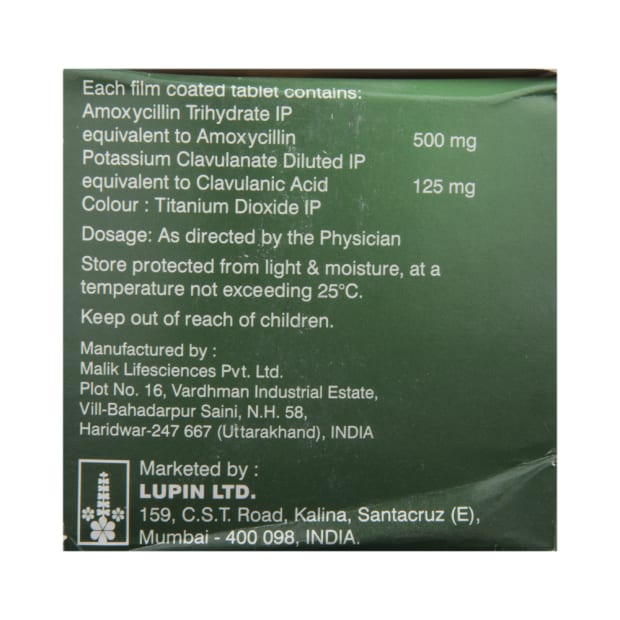 Each film coated tablet contains:
Amoxycillin Trihydrate IP
equivalent to Amoxycillin 500 mg
Potassium Clavulanate Diluted IP
equivalent to Clavulanic Acid 125 mg
Colour : Titanium Dioxide IP
Dosage: As directed by the Physician
Store protected from light & moisture, at a
temperature not exceeding 25°C.
Keep out of reach of children.
Manufactured by :
Malik Lifesciences Pvt. Ltd.
Plot No. 16, Vardhman Industrial Estate,
Vill-Bahadarpur Saini, N.H. 58,
Haridwar-247 667 (Uttarakhand), INDIA
Marketed by :
LUPIN LTD.
159, C.S.T. Road, Kalina, Santacruz (E),
Mumbai - 400 098, INDIA.